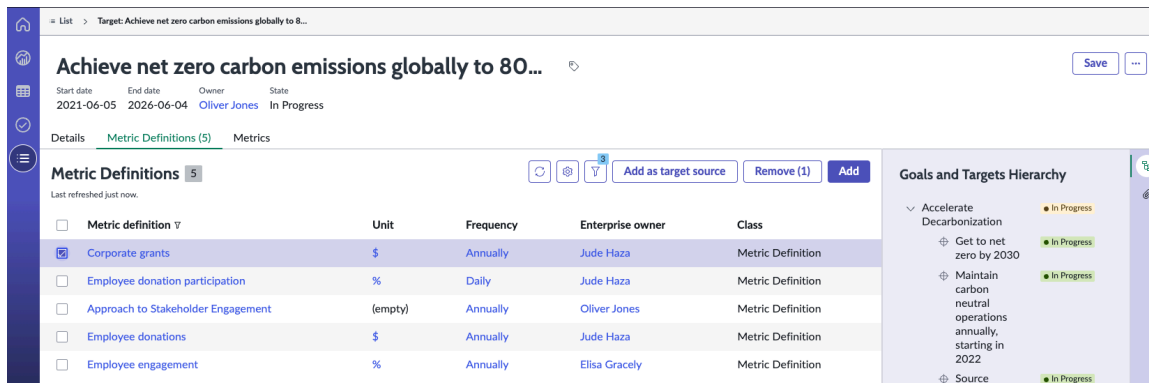 List > Target: Achieve net zero carbon emissions globally to 8...
Achieve net zero carbon emissions globally to 80...
Save ...
Start date End date Owner State
2021-06-05 2026-06-04 Oliver Jones In Progress
Details Metric Definitions (5) Metrics
Metric Definitions 5
3
Add as target source Remove (1) Add
Last refreshed just now.
Metric definition Unit Frequency Enterprise owner Class
Corporate grants $ Annually Jude Haza Metric Definition
Employee donation participation % Daily Jude Haza Metric Definition
Approach to Stakeholder Engagement (empty) Annually Oliver Jones Metric Definition
Employee donations $ Annually Jude Haza Metric Definition
Employee engagement % Annually Elisa Gracely Metric Definition
Goals and Targets Hierarchy
Accelerate In Progress
Decarbonization
Get to net In Progress
zero by 2030
Maintain In Progress
carbon
neutral
operations
annually,
starting in
2022
Source In Progress